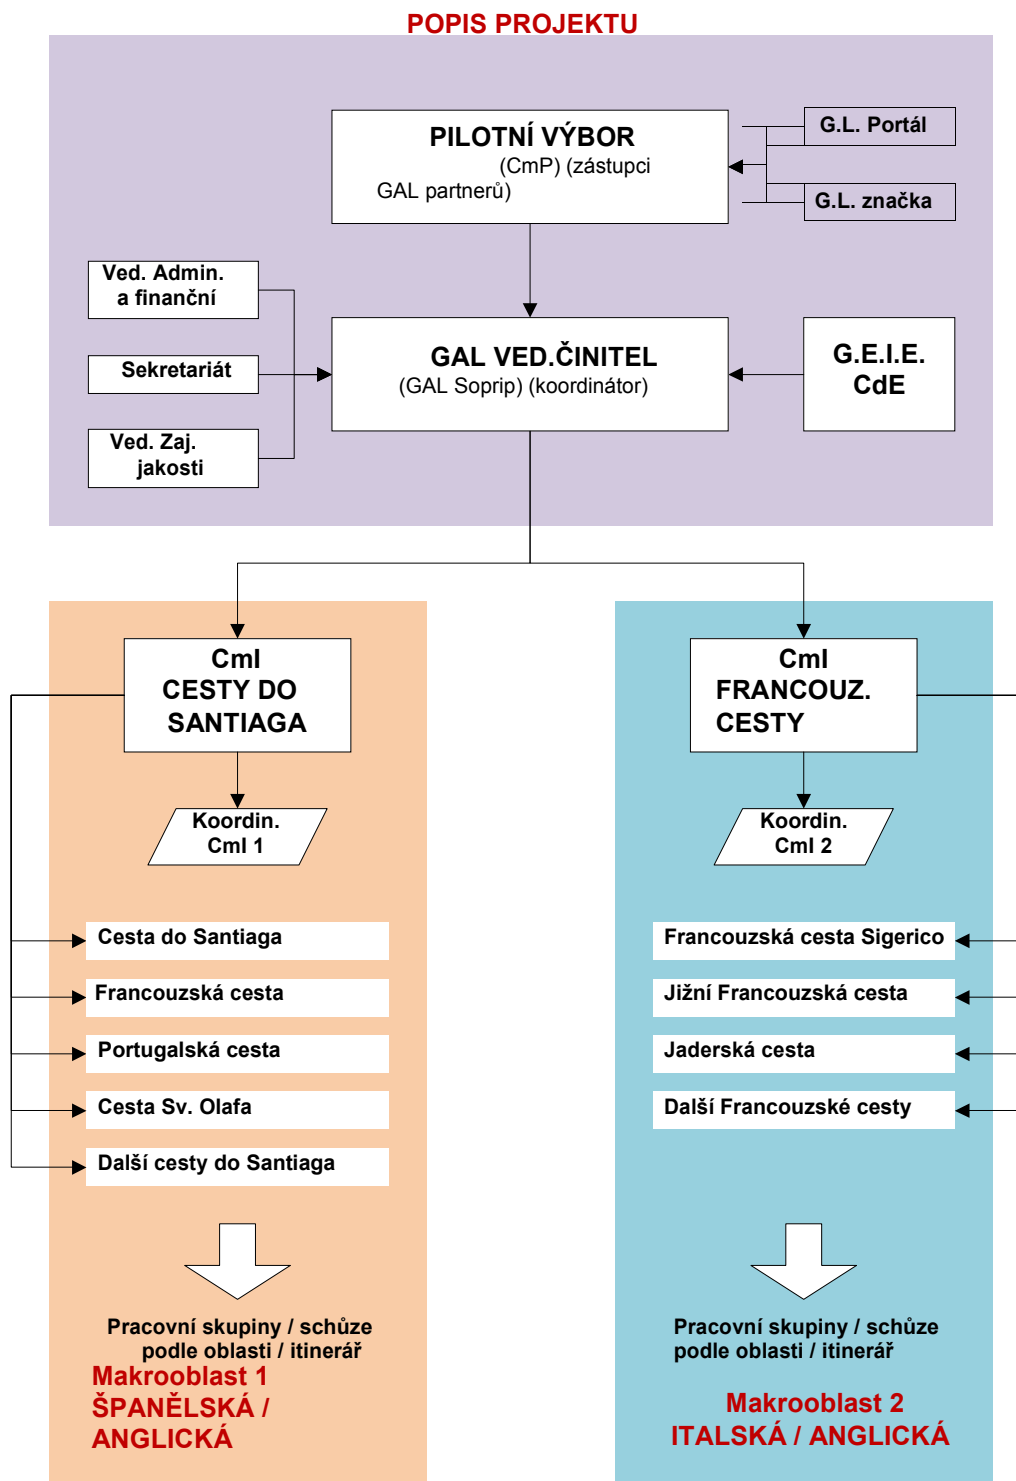 POPIS PROJEKTU
PILOTNÍ VÝBOR
(CmP) (zástupci
GAL partnerů)
G.L. Portál
G.L. značka
Ved. Admin.
a finanční
Sekretariát
Ved. Zaj.
jakosti
GAL VED.ČINITEL
(GAL Soprip) (koordinátor)
G.E.I.E.
CdE
CmI
CESTY DO
SANTIAGA
Koordin.
CmI 1
Cesta do Santiaga
Francouzská cesta
Portugalská cesta
Cesta Sv. Olafa
Další cesty do Santiaga
Pracovní skupiny / schůze
podle oblasti / itinerář
Makrooblast 1
ŠPANĚLSKÁ /
ANGLICKÁ
CmI
FRANCOUZ.
CESTY
Koordin.
CmI 2
Francouzská cesta Sigerico
Jižní Francouzská cesta
Jaderská cesta
Další Francouzské cesty
Pracovní skupiny / schůze
podle oblasti / itinerář
Makrooblast 2
ITALSKÁ / ANGLICKÁ